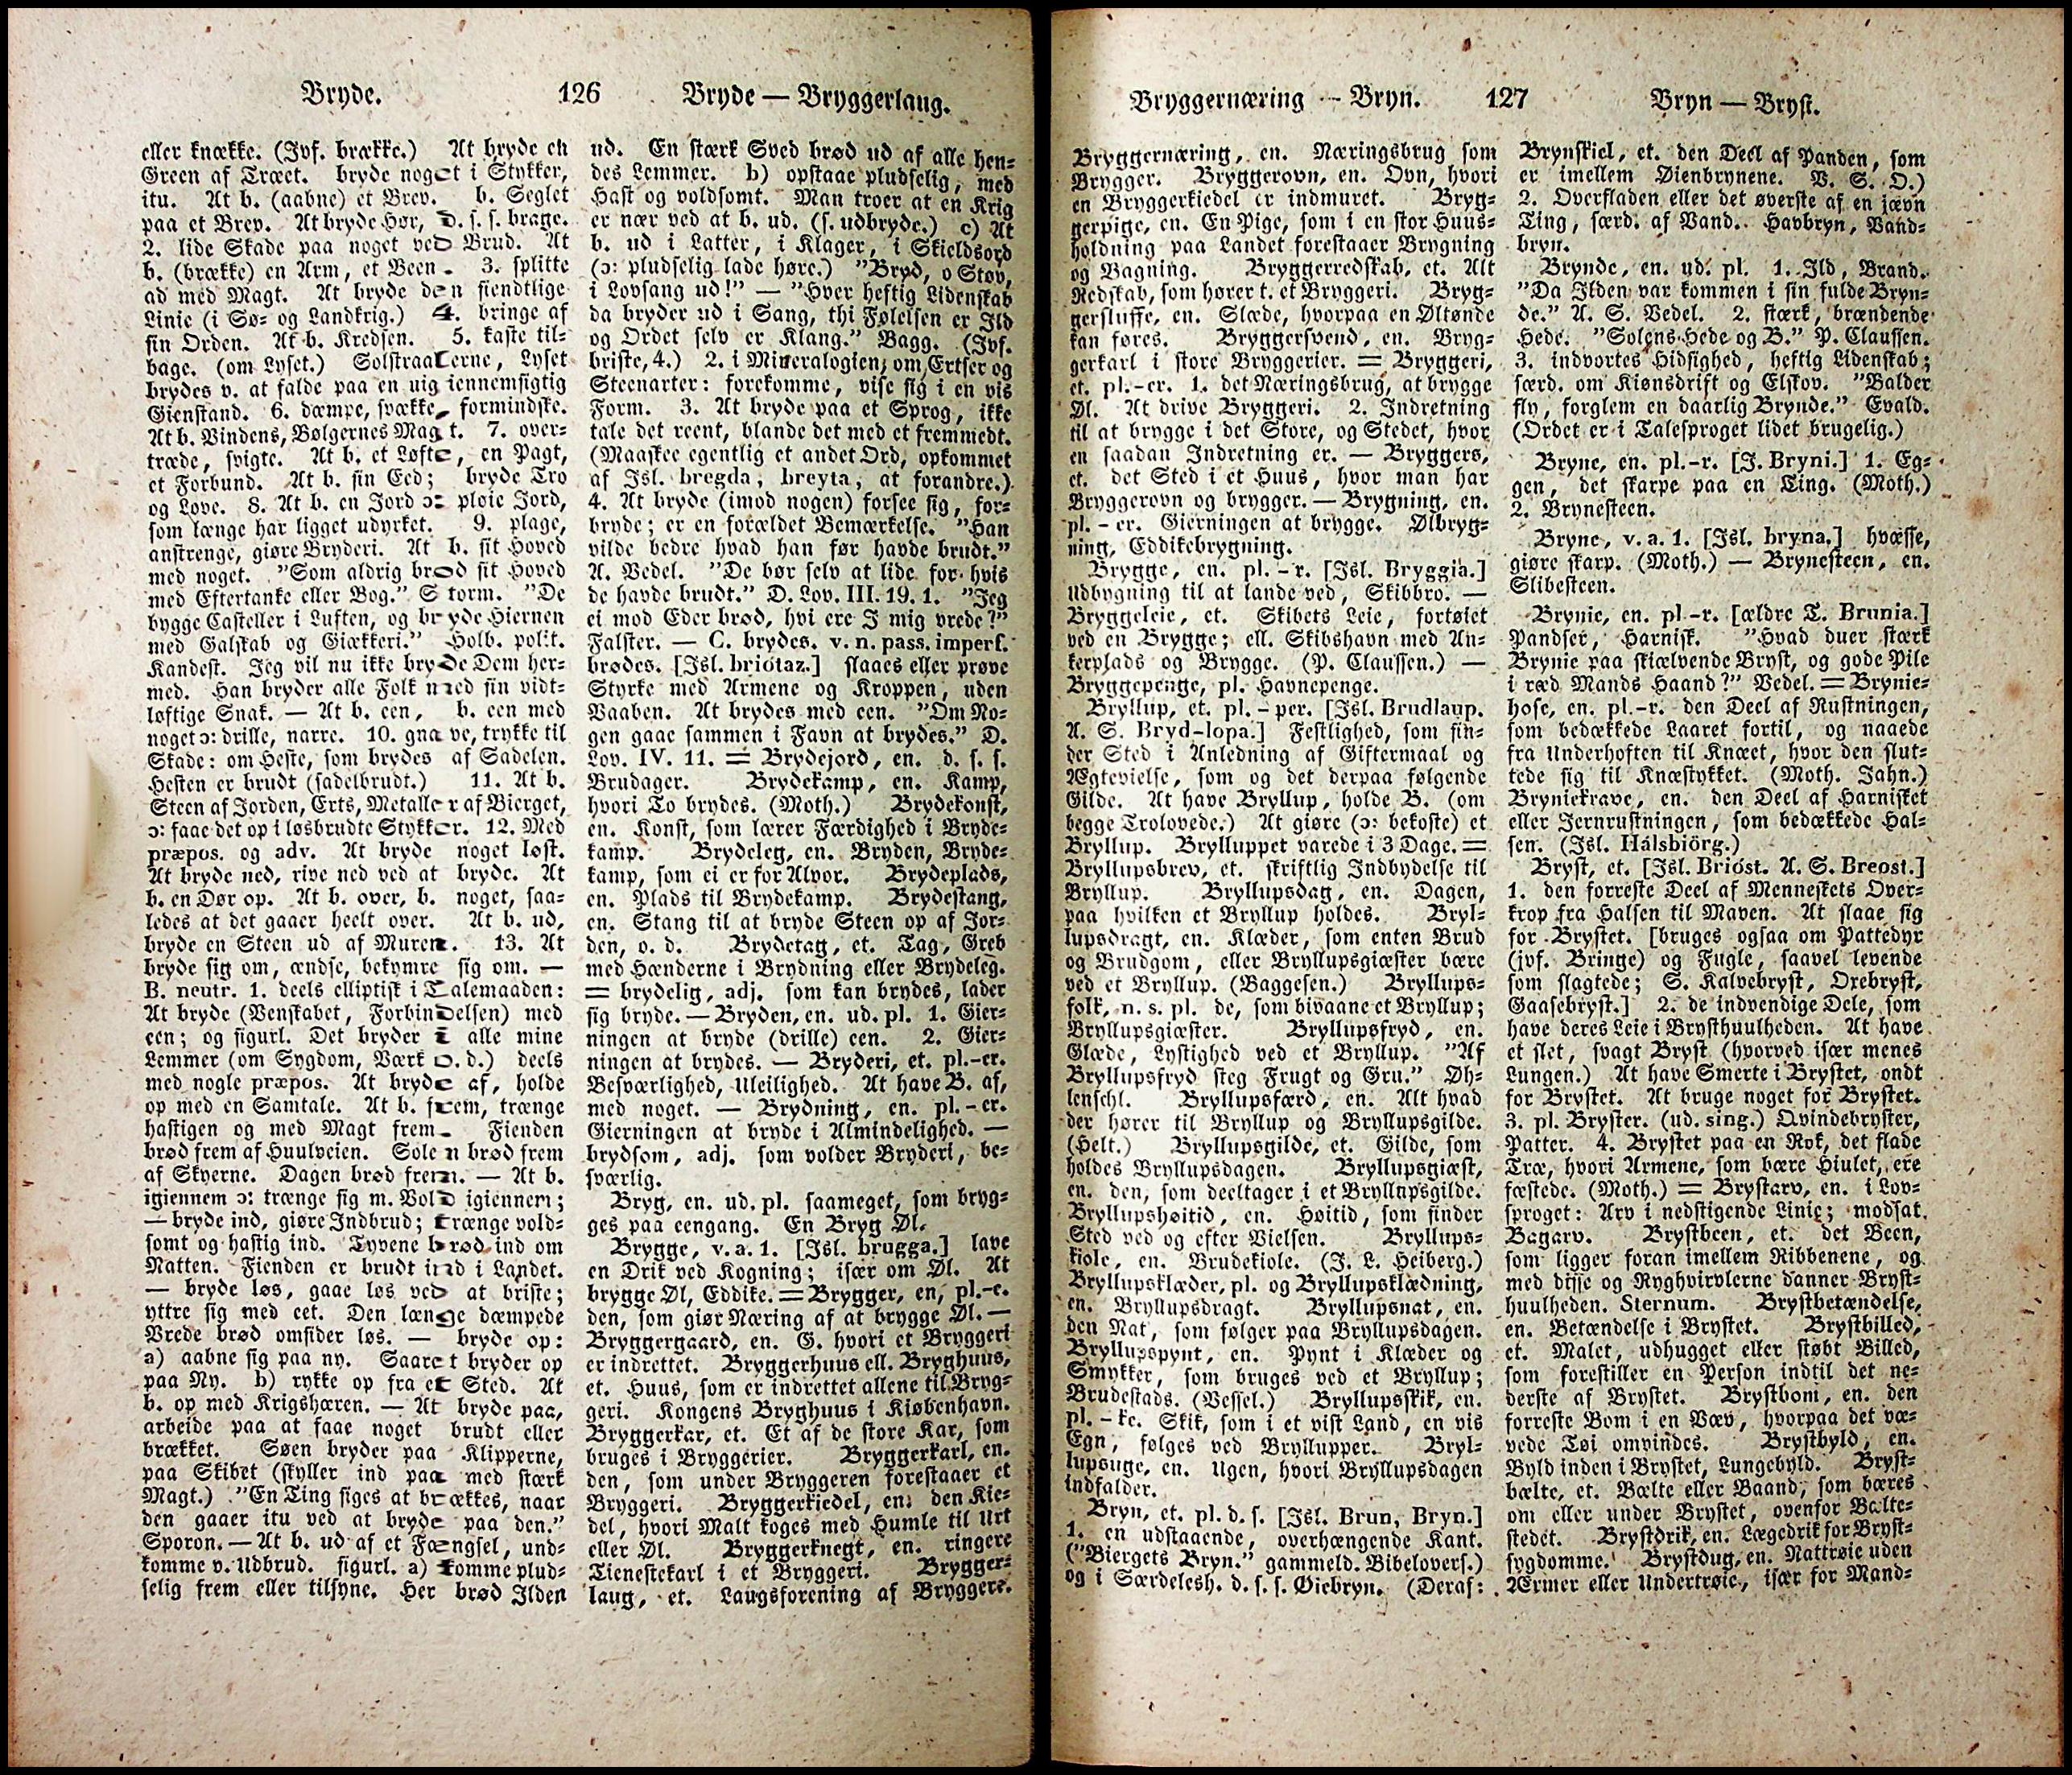 Bryde.
126
Bryde — Bryggerlaug.
eller knække. (Jvf. brække.) At bryde en
Green af Træet. bryde noget i Stykker,
itu. At b. (aabne) et Brev. b. Seglet
paa et Brev. At bryde Hør, d. s. s. brage.
2. lide Skade paa noget ved Brud. At
b. (brække) en Arm, et Been. 3. splitte
ad med Magt. At bryde den fiendtlige
Linie (i Sø- og Landkrig.) 4. bringe af
sin Orden. At b. Kredsen. 5. kaste til-
bage. (om Lyset.) Solstraalerne, Lyset
brydes v. at falde paa en uigiennemsigtig
Gienstand. 6. dæmpe, svække, formindske.
At b. Vindens, Bølgernes Magt. 7. over-
træde, svigte. At b. et Løfte, en Pagt,
et Forbund. At b. sin Eed; bryde Tro
og Love. 8. At b. en Jord ɔ: pløie Jord,
som længe har ligget udyrket. 9. plage,
anstrenge, giøre Bryderi. At b. sit Hoved
med noget. "Som aldrig brød sit Hoved
med Eftertanke eller Bog." Storm. "De
bygge Casteller i Luften, og bryde Hiernen
med Galskab og Giækkeri." Holb. polit.
Kandest. Jeg vil nu ikke bryde Dem her-
med. Han bryder alle Folk med sin vidt-
løftige Snak. — At b. een, b. een med
noget ɔ: drille, narre. 10. gnave, trykke til
Skade: om Heste, som brydes af Sadelen.
Hesten er brudt (sadelbrudt.) 11. At b.
Steen af Jorden, Erts, Metaller af Bierget,
ɔ: faae det op i løsbrudte Stykker. 12. Med
præpos. og adv. At bryde noget løst.
At bryde ned, rive ned ved at bryde. At
b. en Dør op. At b. over, b. noget, saa-
ledes at det gaaer heelt over. At b. ud,
bryde en Steen ud af Muren. 13. At
bryde sig om, ændse, bekymre sig om. —
B. neutr. 1. deels elliptisk i Talemaaden:
At bryde (Venskabet, Forbindelsen) med
een; og figurl. Det bryder i alle mine
Lemmer (om Sygdom, Værk o. d.) deels
med nogle præpos. At bryde af, holde
op med en Samtale. At b. frem, trænge
hastigen og med Magt frem. Fienden
brød frem af Huulveien. Solen brød frem
af Skyerne. Dagen brød frem. — At b.
igiennem ɔ: trænge sig m. Vold igiennem;
— bryde ind, giøre Indbrud; trænge vold-
somt og hastig ind. Tyvene brød ind om
Natten. Fienden er brudt ind i Landet.
— bryde løs, gaae løs ved at briste;
yttre sig med eet. Den længe dæmpede
Vrede brød omsider løs. — bryde op:
a) aabne sig paa ny. Saaret bryder op
paa Ny. b) rykke op fra et Sted. At
b. op med Krigshæren. — At bryde paa,
arbeide paa at faae noget brudt eller
brækket. Søen bryder paa Klipperne,
paa Skibet (skyller ind paa med stærk
Magt.) "En Ting siges at brækkes, naar
den gaaer itu ved at bryde paa den."
Sporon. — At b. ud af et Fængsel, und-
komme v. Udbrud. figurl. a) komme plud-
selig frem eller tilsyne. Her brød Ilden
ud. En stærk Sved brød ud af alle hen-
des Lemmer. b) opstaae pludselig, med
Hast og voldsomt. Man troer at en Krig
er nær ved at b. ud. (s. udbryde.) c) At
b. ud i Latter, i Klager, i Skieldsord
(ɔ: pludselig lade høre.) "Bryd, o Støv,
i Lovsang ud!" — "Hver heftig Lidenskab
da bryder ud i Sang, thi Følelsen er Ild
og Ordet selv er Klang." Bagg. (Jvf.
briste, 4.) 2. i Mineralogien; om Ertser og
Steenarter: forekomme, vise sig i en vis
Form. 3. At bryde paa et Sprog, ikke
tale det reent, blande det med et fremmedt.
(Maaskee egentlig et andet Ord, opkommet
af Isl. bregda, breyta, at forandre.)
4. At bryde (imod nogen) forsee sig, for-
bryde; er en forældet Bemærkelse. "Han
vilde bedre hvad han før havde brudt."
A. Vedel. "De bør selv at lide for hvis
de havde brudt." D. Lov. III. 19. 1. "Jeg
ei mod Eder brød, hvi ere I mig vrede?"
Falster. — C. brydes. v. n. pass. imperf.
brødes. [Isl. briótaz.] slaaes eller prøve
Styrke med Armene og Kroppen, uden
Vaaben. At brydes med een. "Om No-
gen gaae sammen i Favn at brydes." D.
Lov. IV. 11. = Brydejord, en. d. s. s.
Brudager. Brydekamp, en. Kamp,
hvori To brydes. (Moth.) Brydekonst,
en. Konst, som lærer Færdighed i Bryde-
kamp. Brydeleg, en. Bryden, Bryde-
kamp, som ei er for Alvor. Brydeplads,
en. Plads til Brydekamp. Brydestang,
en. Stang til at bryde Steen op af Jor-
den, o. d. Brydetag, et. Tag, Greb
med Hænderne i Brydning eller Brydeleg.
= brydelig, adj. som kan brydes, lader
sig bryde. — Bryden, en. ud. pl. 1. Gier-
ningen at bryde (drille) een. 2. Gier-
ningen at brydes. — Bryderi, et. pl.-er.
Besværlighed, Uleilighed. At have B. af,
med noget. — Brydning, en. pl.-er.
Gierningen at bryde i Almindelighed. —
brydsom, adj. som volder Bryderi, be-
sværlig.
Bryg, en. ud. pl. saameget, som bryg-
ges paa eengang. En Bryg Øl.
Brygge, v. a. 1. [Isl. brugga.] lave
en Drik ved Kogning; især om Øl. At
brygge Øl, Eddike. = Brygger, en, pl.-e.
den, som giør Næring af at brygge Øl. —
Bryggergaard, en. G. hvori et Bryggeri
er indrettet. Bryggerhuus ell. Bryghuus,
et. Huus, som er indrettet allene til Bryg-
geri. Kongens Bryghuus i Kiøbenhavn.
Bryggerkar, et. Et af de store Kar, som
bruges i Bryggerier. Bryggerkarl, en.
den, som under Bryggeren forestaaer et
Bryggeri. Bryggerkiedel, en. den Kie-
del, hvori Malt koges med Humle til Urt
eller Øl. Bryggerknegt, en. ringere
Tienestekarl i et Bryggeri. Brygger-
laug, et. Laugsforening af Bryggere.
Bryggernæring — Bryn.
127
Bryn — Bryst.
Bryggernæring, en. Næringsbrug som
Brygger. Bryggerovn, en. Ovn, hvori
en Bryggerkiedel er indmuret. Bryg-
gerpige, en. En Pige, som i en stor Huus-
holdning paa Landet forestaaer Brygning
og Bagning. Bryggerredskab, et. Alt
Redskab, som hører t. et Bryggeri. Bryg-
gersluffe, en. Slæde, hvorpaa en Øltønde
kan føres. Bryggersvend, en. Bryg-
gerkarl i store Bryggerier. = Bryggeri,
et. pl.-er. 1. det Næringsbrug, at brygge
Øl. At drive Bryggeri. 2. Indretning
til at brygge i det Store, og Stedet, hvor
en saadan Indretning er. — Bryggers,
et. det Sted i et Huus, hvor man har
Bryggerovn og brygger. — Brygning, en.
pl.-er. Gierningen at brygge. Ølbryg-
ning, Eddikebrygning.
Brygge, en. pl.-r. [Isl. Bryggia.]
Udbygning til at lande ved, Skibbro. —
Bryggeleie, et. Skibets Leie, fortøiet
ved en Brygge; ell. Skibshavn med An-
kerplads og Brygge. (P. Claussen.) —
Bryggepenge, pl. Havnepenge.
Bryllup, et. pl.-per. [Isl. Brudlaup.
A. S. Bryd-lopa.] Festlighed, som fin-
der Sted i Anledning af Giftermaal og
Ægtevielse, som og det derpaa følgende
Gilde. At have Bryllup, holde B. (om
begge Trolovede.) At giøre (ɔ: bekoste) et
Bryllup. Brylluppet varede i 3 Dage. =
Bryllupsbrev, et. skriftlig Indbydelse til
Bryllup. Bryllupsdag, en. Dagen,
paa hvilken et Bryllup holdes. Bryl-
lupsdragt, en. Klæder, som enten Brud
og Brudgom, eller Bryllupsgiæster bære
ved et Bryllup. (Baggesen.) Bryllups-
folk, n. s. pl. de, som bivaane et Bryllup;
Bryllupsgiæster. Bryllupsfryd, en.
Glæde, Lystighed ved et Bryllup. "Af
Bryllupsfryd steg Frugt og Gru." Øh-
lenschl. Bryllupsfærd, en. Alt hvad
der hører til Bryllup og Bryllupsgilde.
(Helt.) Bryllupsgilde, et. Gilde, som
holdes Bryllupsdagen. Bryllupsgiæst,
en. den, som deeltager i et Bryllupsgilde.
Bryllupshøitid, en. Høitid, som finder
Sted ved og efter Vielsen. Bryllups-
kiole, en. Brudekiole. (J. L. Heiberg.)
Bryllupsklæder, pl. og Bryllupsklædning,
en. Bryllupsdragt. Bryllupsnat, en.
den Nat, som følger paa Bryllupsdagen.
Bryllupspynt, en. Pynt i Klæder og
Smykker, som bruges ved et Bryllup;
Brudestads. (Vessel.) Bryllupsskik, en.
pl.-ke. Skik, som i et vist Land, en vis
Egn, følges ved Bryllupper. Bryl-
lupsuge, en. Ugen, hvori Bryllupsdagen
indfalder.
Bryn, et. pl. d. s. [Isl. Brun, Bryn.]
1. en udstaaende, overhængende Kant.
("Biergets Bryn." gammeld. Bibelovers.)
og i Særdelesh. d. s. s. Øiebryn. (Deraf:
Brynskiel, et. den Deel af Panden, som
er imellem Øienbrynene. V. S. O.)
2. Overfladen eller det øverste af en jævn
Ting, særd. af Vand. Havbryn, Vand-
bryn.
Brynde, en. ud. pl. 1. Ild, Brand.
"Da Ilden var kommen i sin fulde Bryn-
de." A. S. Vedel. 2. stærk, brændende
Hede. "Solens Hede og B." P. Claussen.
3. indvortes Hidsighed, heftig Lidenskab;
særd. om Kiønsdrift og Elskov. "Balder
fly, forglem en daarlig Brynde." Evald.
(Ordet er i Talesproget lidet brugelig.)
Bryne, en. pl.-r. [J. Bryni.] 1. Eg-
gen, det skarpe paa en Ting. (Moth.)
2. Brynesteen.
Bryne, v. a. 1. [Isl. bryna.] hvæsse,
giøre skarp. (Moth.) — Brynesteen, en.
Slibesteen.
Brynie, en. pl-r. [ældre T. Brunia.]
Pandser, Harnisk. "Hvad duer stærk
Brynie paa skiælvende Bryst, og gode Pile
i ræd Mands Haand?" Vedel. = Brynie-
hose, en. pl.-r. den Deel af Rustningen,
som bedækkede Laaret fortil, og naaede
fra Underhoften til Knæet, hvor den slut-
tede sig til Knæstykket. (Moth. Jahn.)
Bryniekrave, en. den Deel af Harnisket
eller Jernrustningen, som bedækkede Hal-
sen. (Isl. Hálsbiörg.)
Bryst, et. [Isl. Brióst. A. S. Breost.]
1. den forreste Deel af Menneskets Over-
krop fra Halsen til Maven. At slaae sig
for Brystet. [bruges ogsaa om Pattedyr
(jvf. Bringe) og Fugle, saavel levende
som slagtede; S. Kalvebryst, Orebryst,
Gaasebryst.] 2. de indvendige Dele, som
have deres Leie i Brysthuulheden. At have
et slet, svagt Bryst (hvorved især menes
Lungen.) At have Smerte i Brystet, ondt
for Brystet. At bruge noget for Brystet.
3. pl. Bryster. (ud. sing.) Qvindebryster,
Patter. 4. Brystet paa en Rok, det flade
Træ, hvori Armene, som bære Hiulet, ere
fæstede. (Moth.) = Brystarv, en. i Lov-
sproget: Arv i nedstigende Linie; modsat.
Bagarv. Brystbeen, et. det Been,
som ligger foran imellem Ribbenene, og
med disse og Ryghvirvlerne danner Bryst-
huulheden. Sternum. Brystbetændelse,
en. Betændelse i Brystet. Brystbilled,
et. Malet, udhugget eller støbt Billed,
som forestiller en Person indtil det ne-
derste af Brystet. Brystbom, en. den
forreste Bom i en Væv, hvorpaa det væ-
vede Tøi omvindes. Brystbyld, en.
Byld inden i Brystet, Lungebyld. Bryst-
bælte, et. Bælte eller Baand, som bæres
om eller under Brystet, ovenfor Bælte-
stedet. Brystdrik, en. Lægedrik for Bryst-
sygdomme. Brystdug, en. Nattrøie uden
Ærmer eller Undertrøie, især for Mand-